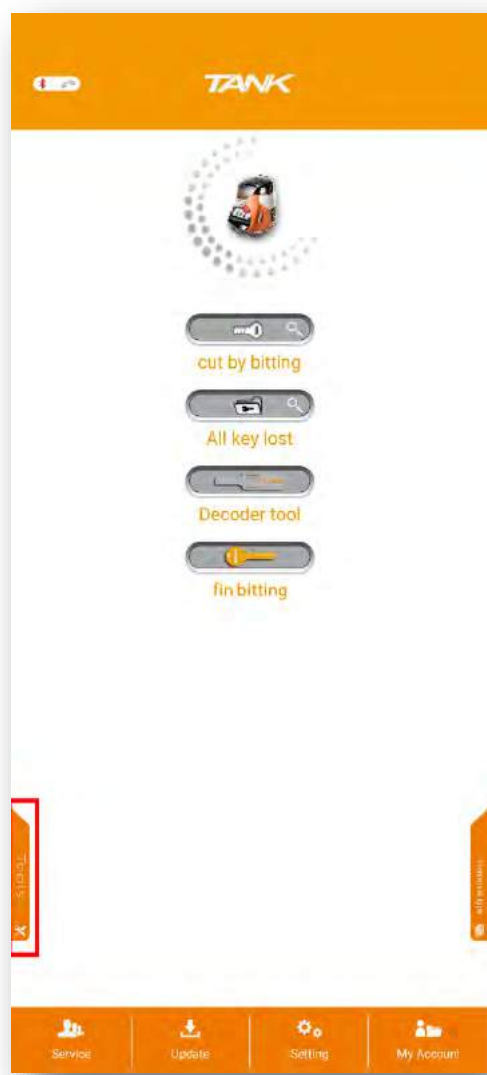 TANK
cut by bitting
All key lost
Decoder tool
fin bitting
Service
Update
Setting
My Account